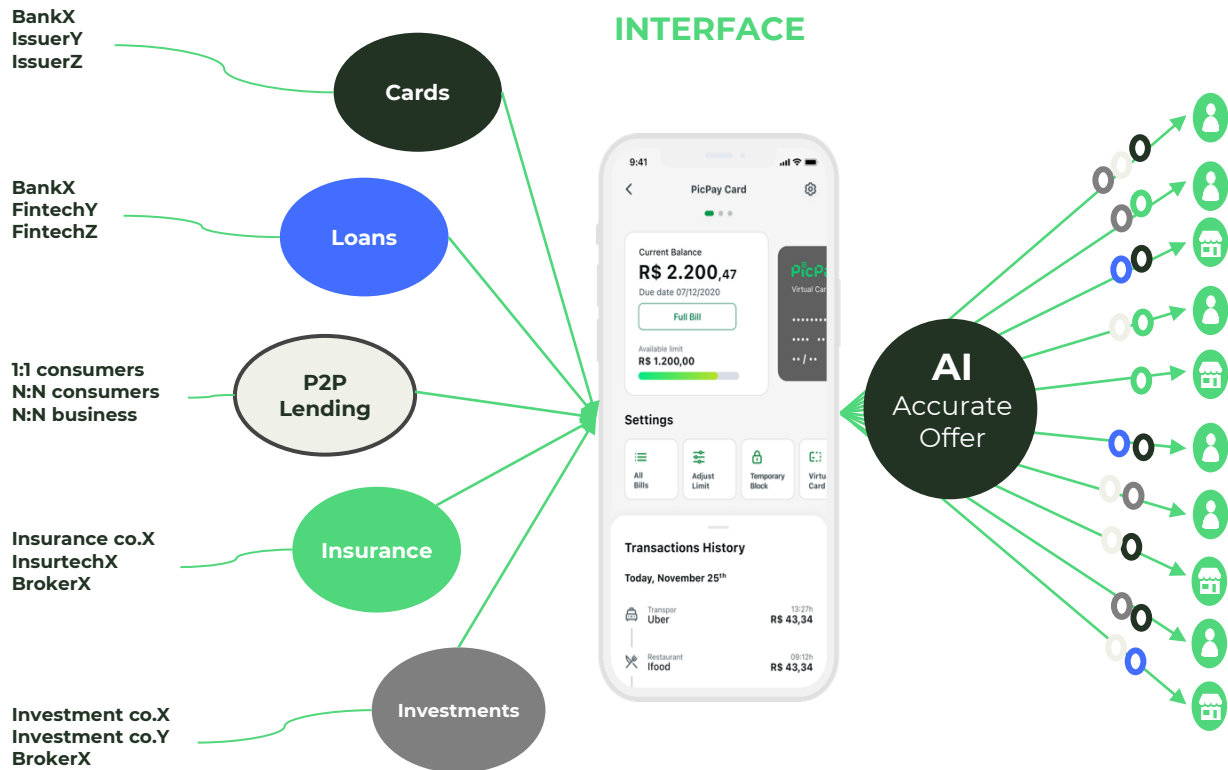 INTERFACE
BankX
IssuerY
IssuerZ
Cards
BankX
FintechY
FintechZ
Loans
1:1 consumers
N:N consumers
N:N business
P2P
Lending
Insurance co.X
InsurtechX
BrokerX
Insurance
Investment co.X
Investment co.Y
BrokerX
Investments
9:41
PicPay Card
Current Balance
R$ 2.200,47
Due date 07/12/2020
Full Bill
Available limit
R$ 1.200,00
PicPa
Virtual Car
•• / ••
Settings
All
Bills
Adjust
Limit
Temporary
Block
Virtu
Card
Transactions History
Today, November 25th
Transpor
13:27h
Uber
R$ 43,34
Restaurant
09:12h
Ifood
R$ 43,34
AI
Accurate
Offer